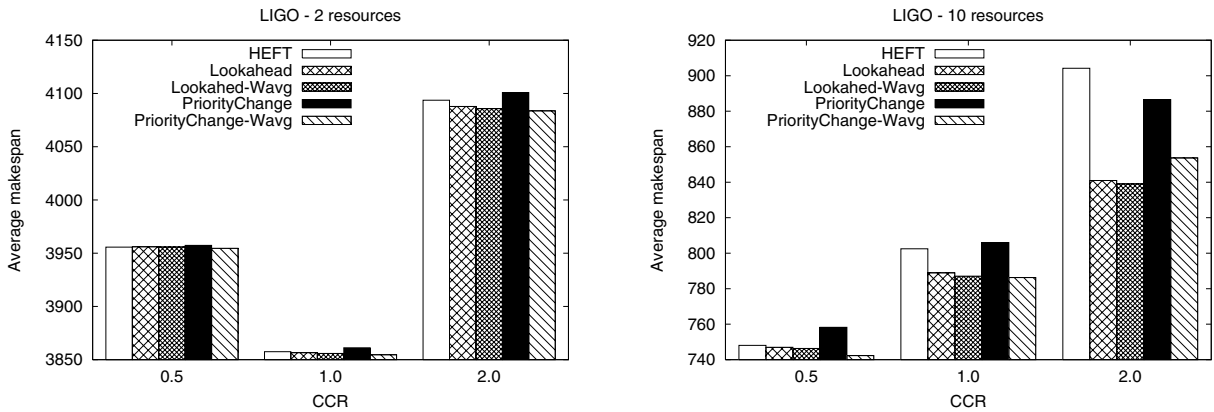 LIGO - 2 resources
4150
4100
4050
4000
3950
3900
3850
Average makespan
HEFT
Lookahead
Lookahed-Wavg
PriorityChange
PriorityChange-Wavg
0.5 1.0 2.0
CCR
LIGO - 10 resources
920
900
880
860
840
820
800
780
760
740
Average makespan
HEFT
Lookahead
Lookahed-Wavg
PriorityChange
PriorityChange-Wavg
0.5 1.0 2.0
CCR